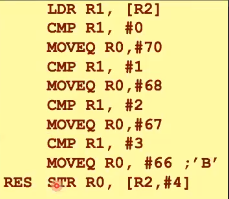 LDR R1, [R2]
CMP R1, #0
MOVEQ R0,#70
CMP R1, #1
MOVEQ R0,#68
CMP R1, #2
MOVEQ R0,#67
CMP R1, #3
MOVEQ R0, #66 ;’B’
RES STR R0, [R2,#4]